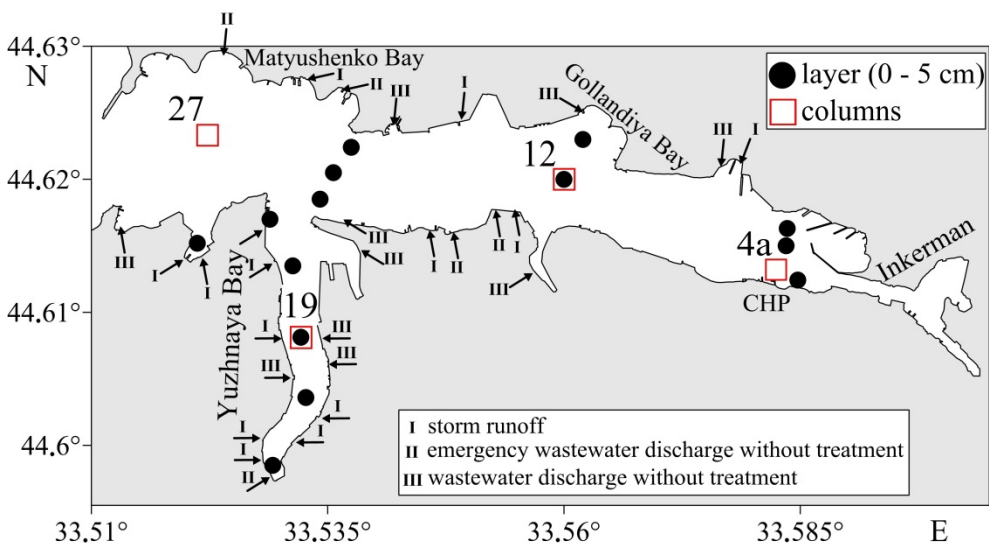 44.63°
N
44.62°
44.61°
44.6°
33.51°
33.535°
33.56°
33.585°
E
II
Matyushenko Bay
I
II
III
I
III
Gollandiya Bay
III
I
layer (0 - 5 cm)
columns
27
12
4a
CHP
Inkerman
III
I
I
I
I
III
III
I
II
II
I
III
Yuzhnaya Bay
19
I
III
III
III
I
I
I
I
II
I storm runoff
II emergency wastewater discharge without treatment
III wastewater discharge without treatment